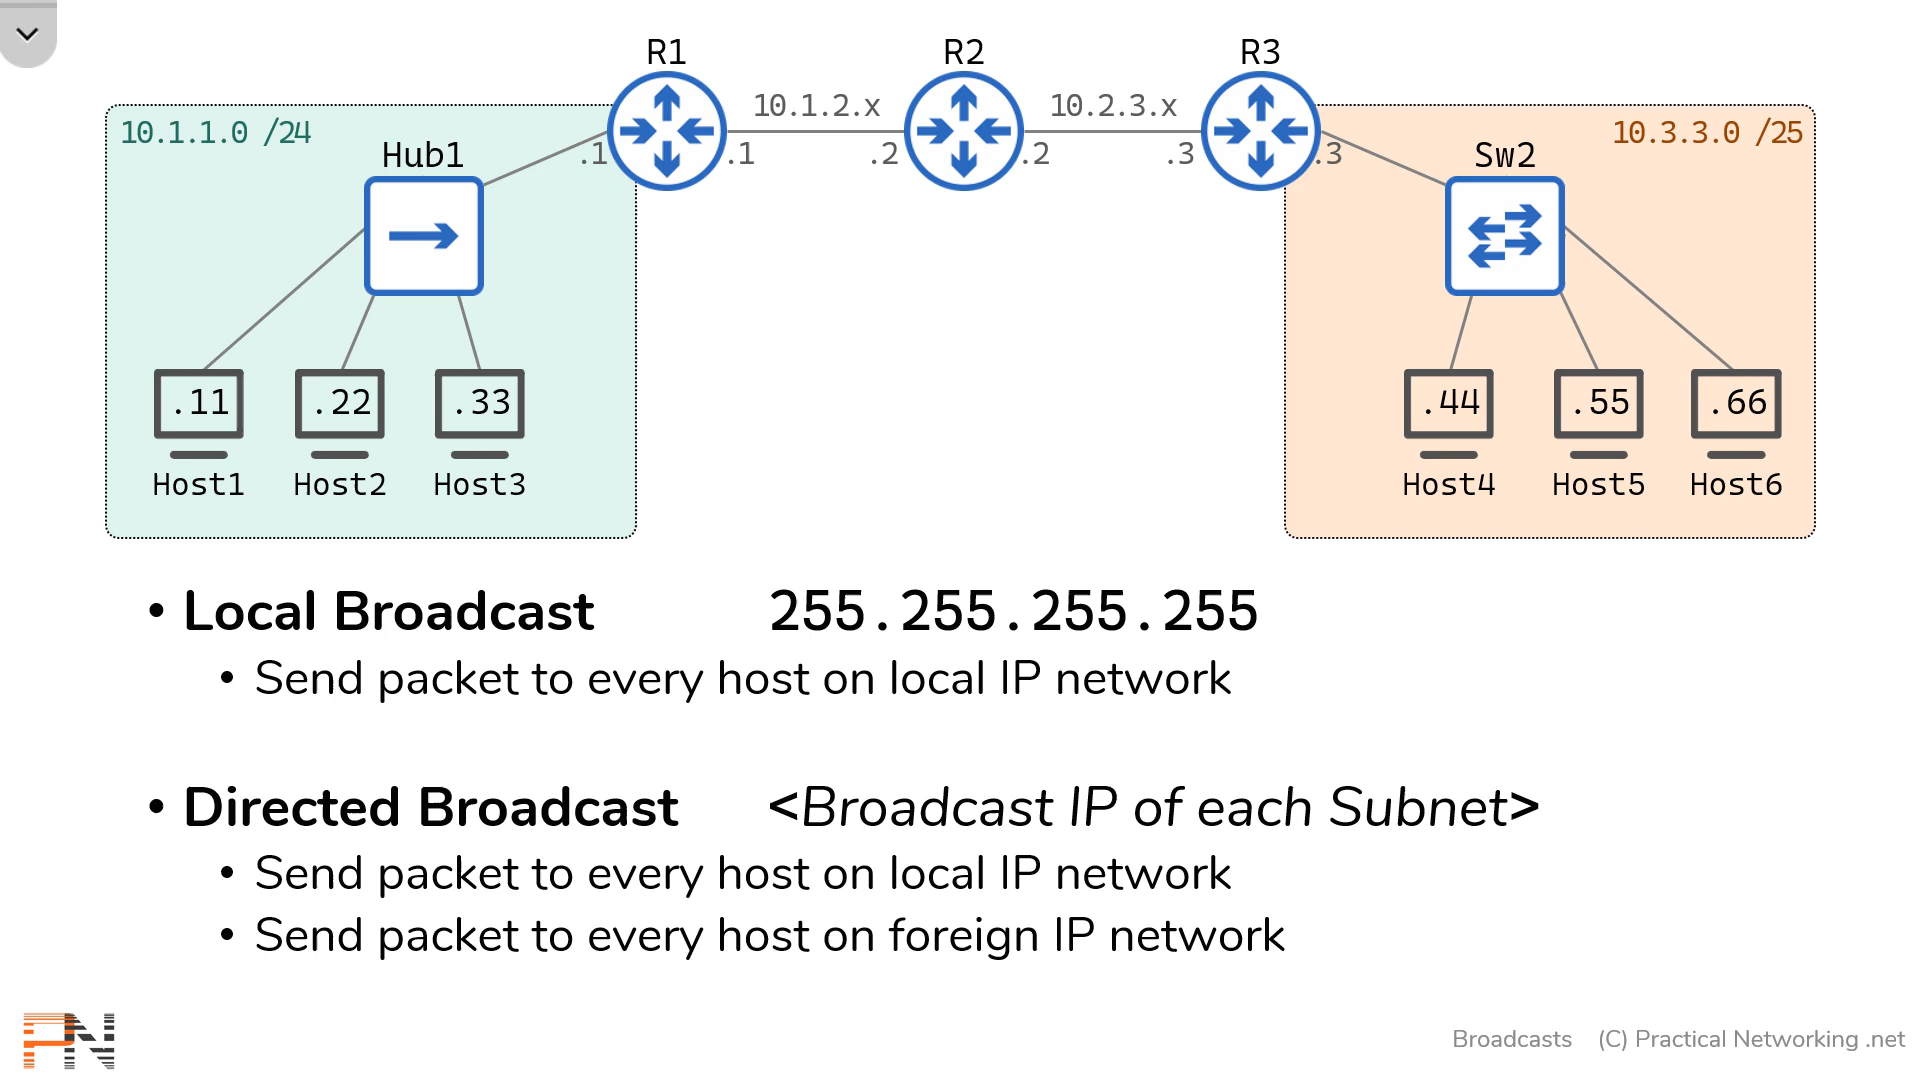 R1
R2
R3
10.1.2.x
10.2.3.x
10.1.1.0 /24
10.3.3.0 /25
Hub1
.1
.1
.2
.2
.3
.3
Sw2
.11
.22
.33
.44
.55
.66
Host1
Host2
Host3
Host4
Host5
Host6
• Local Broadcast 255.255.255.255
• Send packet to every host on local IP network
• Directed Broadcast <Broadcast IP of each Subnet>
• Send packet to every host on local IP network
• Send packet to every host on foreign IP network
PN
Broadcasts (C) Practical Networking .net